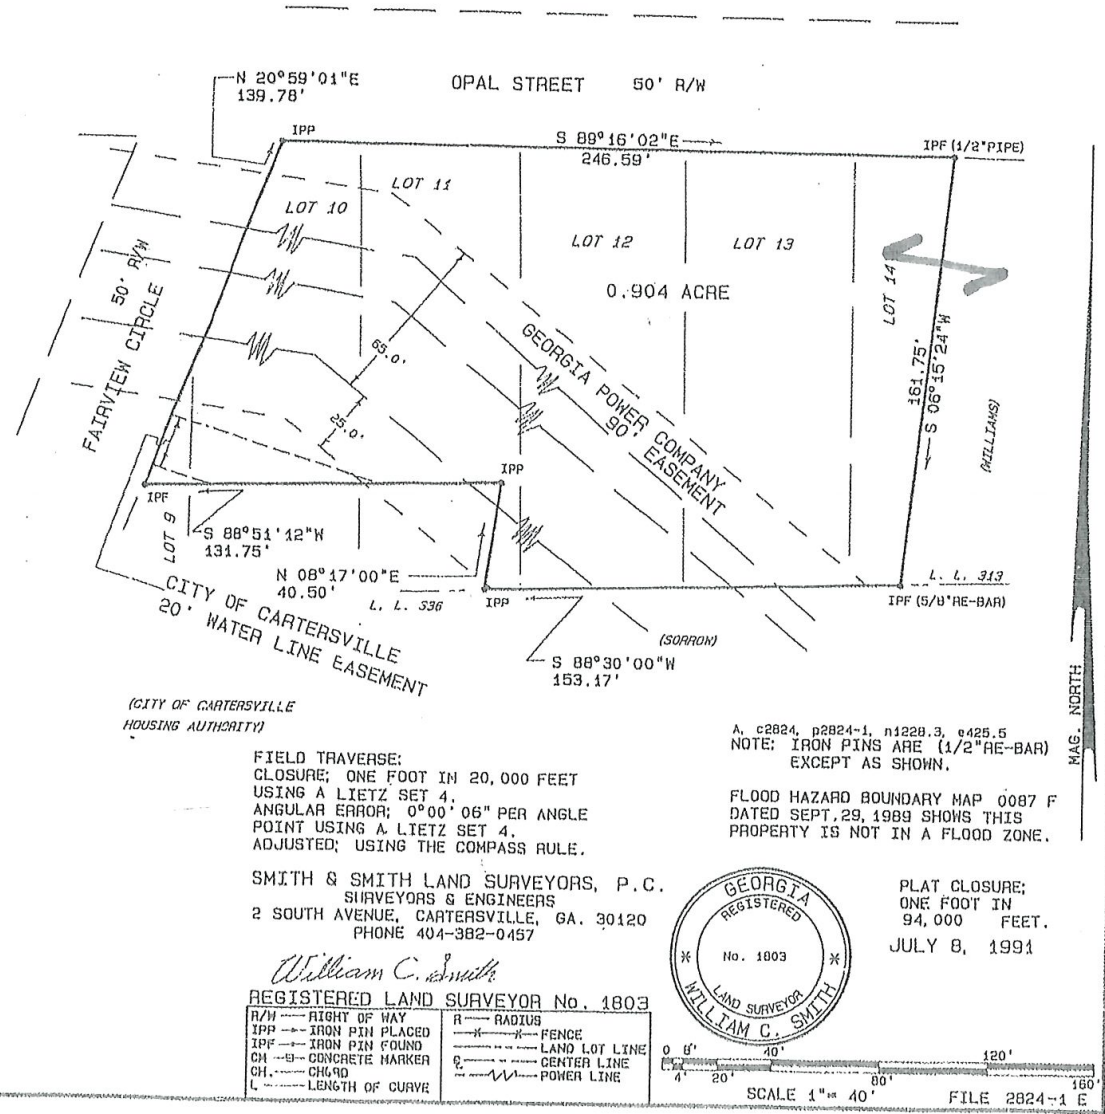 N 20°59'01"E
139.78'
OPAL STREET 50' R/W
IPP
S 89°16'02"E
246.59'
IPF (1/2"PIPE)
LOT 11
LOT 10
LOT 12
LOT 13
LOT 14
0.904 ACRE
50' R/W
FAIRVIEW CIRCLE
65.0'
25.0'
GEORGIA POWER COMPANY
90' EASEMENT
161.75'
S 06°15'24"W
(WILLIAMS)
IPP
IPF
LOT 9
S 88°51'12"W
131.75'
N 08°17'00"E
40.50'
L. L. 336
IPP
L. L. 313
IPF (5/8"RE-BAR)
CITY OF CARTERSVILLE
20' WATER LINE EASEMENT
(SORROW)
S 88°30'00"W
153.17'
(CITY OF CARTERSVILLE
HOUSING AUTHORITY)
MAG. NORTH
A, c2824, p2824-1, n1228.3, e425.5
NOTE: IRON PINS ARE (1/2"RE-BAR)
EXCEPT AS SHOWN.
FIELD TRAVERSE:
CLOSURE; ONE FOOT IN 20,000 FEET
USING A LIETZ SET 4.
ANGULAR ERROR; 0°00'06" PER ANGLE
POINT USING A LIETZ SET 4.
ADJUSTED; USING THE COMPASS RULE.
FLOOD HAZARD BOUNDARY MAP 0087 F
DATED SEPT.29, 1989 SHOWS THIS
PROPERTY IS NOT IN A FLOOD ZONE.
SMITH & SMITH LAND SURVEYORS, P.C.
SURVEYORS & ENGINEERS
2 SOUTH AVENUE, CARTERSVILLE, GA. 30120
PHONE 404-382-0457
William C. Smith
REGISTERED LAND SURVEYOR No. 1803
GEORGIA
REGISTERED
No. 1803
LAND SURVEYOR
WILLIAM C. SMITH
PLAT CLOSURE;
ONE FOOT IN
94,000 FEET.
JULY 8, 1991
R/W RIGHT OF WAY
IPP IRON PIN PLACED
IPF IRON PIN FOUND
CM CONCRETE MARKER
CH. CHORD
L LENGTH OF CURVE
R RADIUS
FENCE
LAND LOT LINE
CENTER LINE
POWER LINE
0 8' 40' 120'
4' 20' 80' 160'
SCALE 1"= 40' FILE 2824-1 E